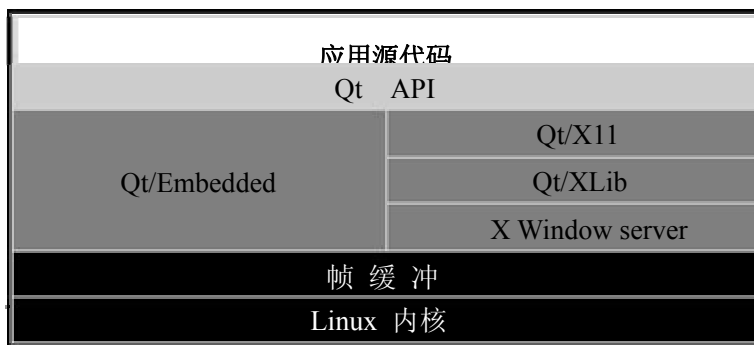 应用源代码
Qt API
Qt/Embedded
Qt/X11
Qt/XLib
X Window server
帧 缓 冲
Linux 内核